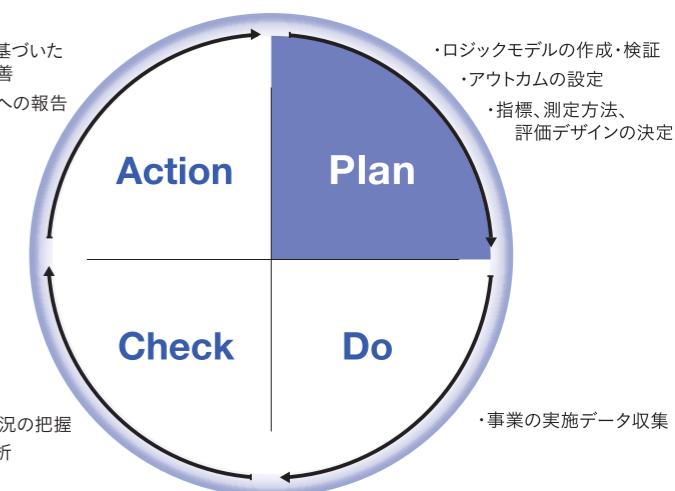 基づいた
善
への報告
・ロジックモデルの作成・検証
・アウトカムの設定
・指標、測定方法、
評価デザインの決定
Action
Plan
Check
Do
況の把握
析
・事業の実施データ収集